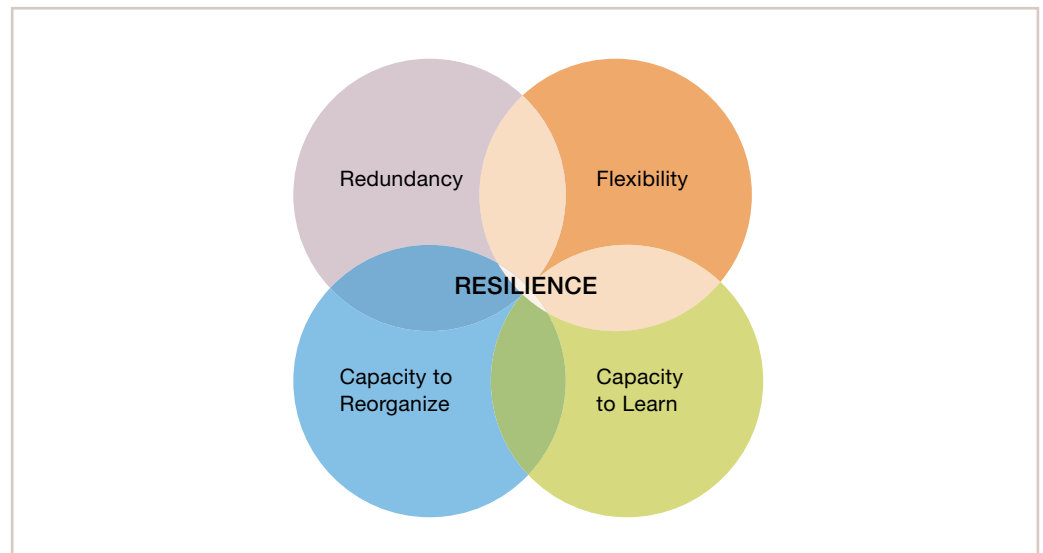 Redundancy
Flexibility
RESILIENCE
Capacity to
Reorganize
Capacity
to Learn